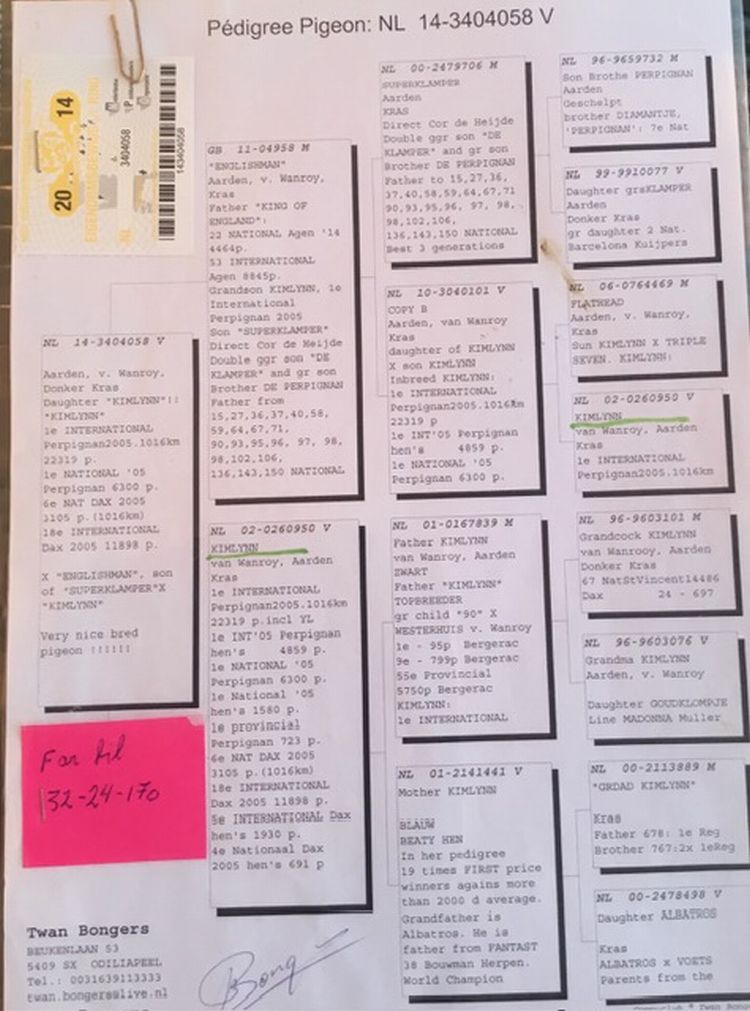 Pédigree Pigeon: NL 14-3404058 V
20 14
NL
3404058
143404058
NL 14-3404058 V
Aarden, v. Wanroy,
Donker Kras
Daughter "KIMLYNN"!!
"KIMLYNN"
1e INTERNATIONAL
Perpignan2005.1016km
22319 p.
1e NATIONAL '05
Perpignan 6300 p.
6e NAT DAX 2005
3105 p. (1016km)
18e INTERNATIONAL
Dax 2005 11898 p.
X "ENGLISHMAN", son
of "SUPERKLAMPER"X
"KIMLYNN"
Very nice bred
pigeon !!!!!!
32-24-170
Twan Bongers
BEUKENLAAN 53
5409 SX ODILIAPEEL
Tel.: 0031639113333
twan.bongers@live.nl
GB 11-04958 M
"ENGLISHMAN"
Aarden, v. Wanroy,
Kras
Father "KING OF
ENGLAND":
22 NATIONAL Agen '14
4464p.
53 INTERNATIONAL
Agen 8845p.
Grandson KIMLYNN, 1e
International
Perpignan 2005
Son "SUPERKLAMPER"
Direct Cor de Heijde
Double ggr son "DE
KLAMPER" and gr son
Brother DE PERPIGNAN
Father from
15,27,36,37,40,58,
59,64,67,71,
90,93,95,96, 97, 98,
98,102,106,
136,143,150 NATIONAL
NL 02-0260950 V
KIMLYNN
van Wanroy, Aarden
Kras
1e INTERNATIONAL
Perpignan2005.1016km
22319 p.incl YL
1e INT'05 Perpignan
hen's 4859 p.
1e NATIONAL '05
Perpignan 6300 p.
1e National '05
hen's 1580 p.
1e provincial
Perpignan 723 p.
6e NAT DAX 2005
3105 p.(1016km)
18e INTERNATIONAL
Dax 2005 11898 p.
5e INTERNATIONAL Dax
hen's 1930 p.
4e Nationaal Dax
2005 hen's 691 p
NL 00-2479706 M
SUPERKLAMPER
Aarden
KRAS
Direct Cor de Heijde
Double ggr son "DE
KLAMPER" and gr son
Brother DE PERPIGNAN
Father to 15,27,36,
37,40,58,59,64,67,71
90,93,95,96, 97, 98,
98,102,106,
136,143,150 NATIONAL
Best 3 generations
NL 10-3040101 V
COPY B
Aarden, van Wanroy
Kras
daughter of KIMLYNN
X son KIMLYNN
Inbreed KIMLYNN:
1e INTERNATIONAL
Perpignan2005.1016km
22319 p
1e INT'05 Perpignan
hen's 4859 p.
1e NATIONAL '05
Perpignan 6300 p.
NL 01-0167839 M
Father KIMLYNN
van Wanroy, Aarden
ZWART
Father "KIMLYNN"
TOPBREEDER
gr child "90" X
WESTERHUIS v. Wanroy
1e - 95p Bergerac
9e - 799p Bergerac
55e Provincial
5750p Bergerac
KIMLYNN:
1e INTERNATIONAL
NL 01-2141441 V
Mother KIMLYNN
BLAUW
BEATY HEN
In her pedigree
19 times FIRST price
winners agains more
than 2000 d average.
Grandfather is
Albatros. He is
father from FANTAST
38 Bouwman Herpen.
World Champion
NL 96-9659732 M
Son Brothe PERPIGNAN
Aarden
Geschelpt
brother DIAMANTJE,
'PERPIGNAN': 7e Nat
NL 99-9910077 V
Daughter graKLAMPER
Aarden
Donker Kras
gr daughter 2 Nat.
Barcelona Kuijpers
NL 06-0764469 M
FLATHEAD
Aarden, v. Wanroy,
Kras
Sun KIMLYNN X TRIPLE
SEVEN. KIMLYNN:
NL 02-0260950 V
KIMLYNN
van Wanroy, Aarden
Kras
1e INTERNATIONAL
Perpignan2005.1016km
NL 96-9603101 M
Grandcock KIMLYNN
van Wanrooy, Aarden
Donker Kras
67 NatStVincent14486
Dax 24 - 697
NL 96-9603076 V
Grandma KIMLYNN
Aarden, v. Wanroy
Daughter GOUDKLOMPJE
Line MADONNA Muller
NL 00-2113889 M
"GRDAD KIMLYNN"
Kras
Father 678: 1e Reg
Brother 767:2x 1eReg
NL 00-2478498 V
Daughter ALBATROS
Kras
ALBATROS x VOETS
Parents from the